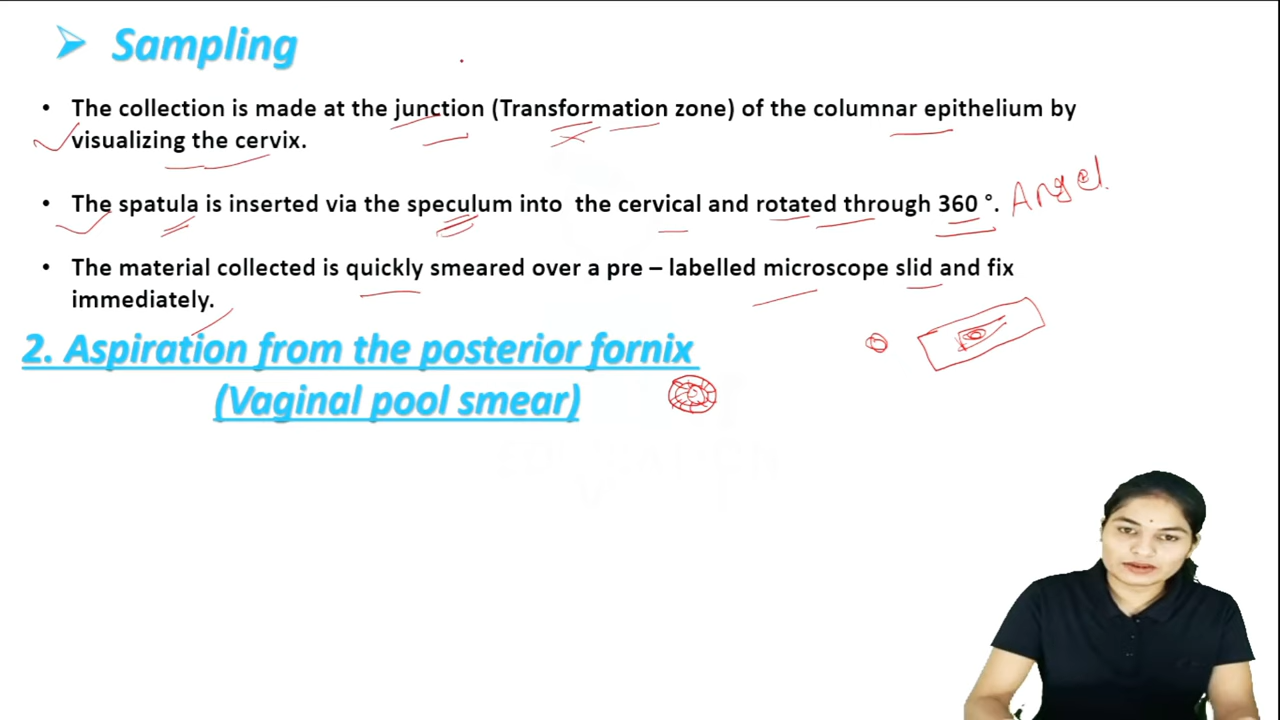 Sampling
• The collection is made at the junction (Transformation zone) of the columnar epithelium by
visualizing the cervix.
• The spatula is inserted via the speculum into the cervical and rotated through 360 °. Angel
• The material collected is quickly smeared over a pre – labelled microscope slid and fix
immediately.
2. Aspiration from the posterior fornix
(Vaginal pool smear)